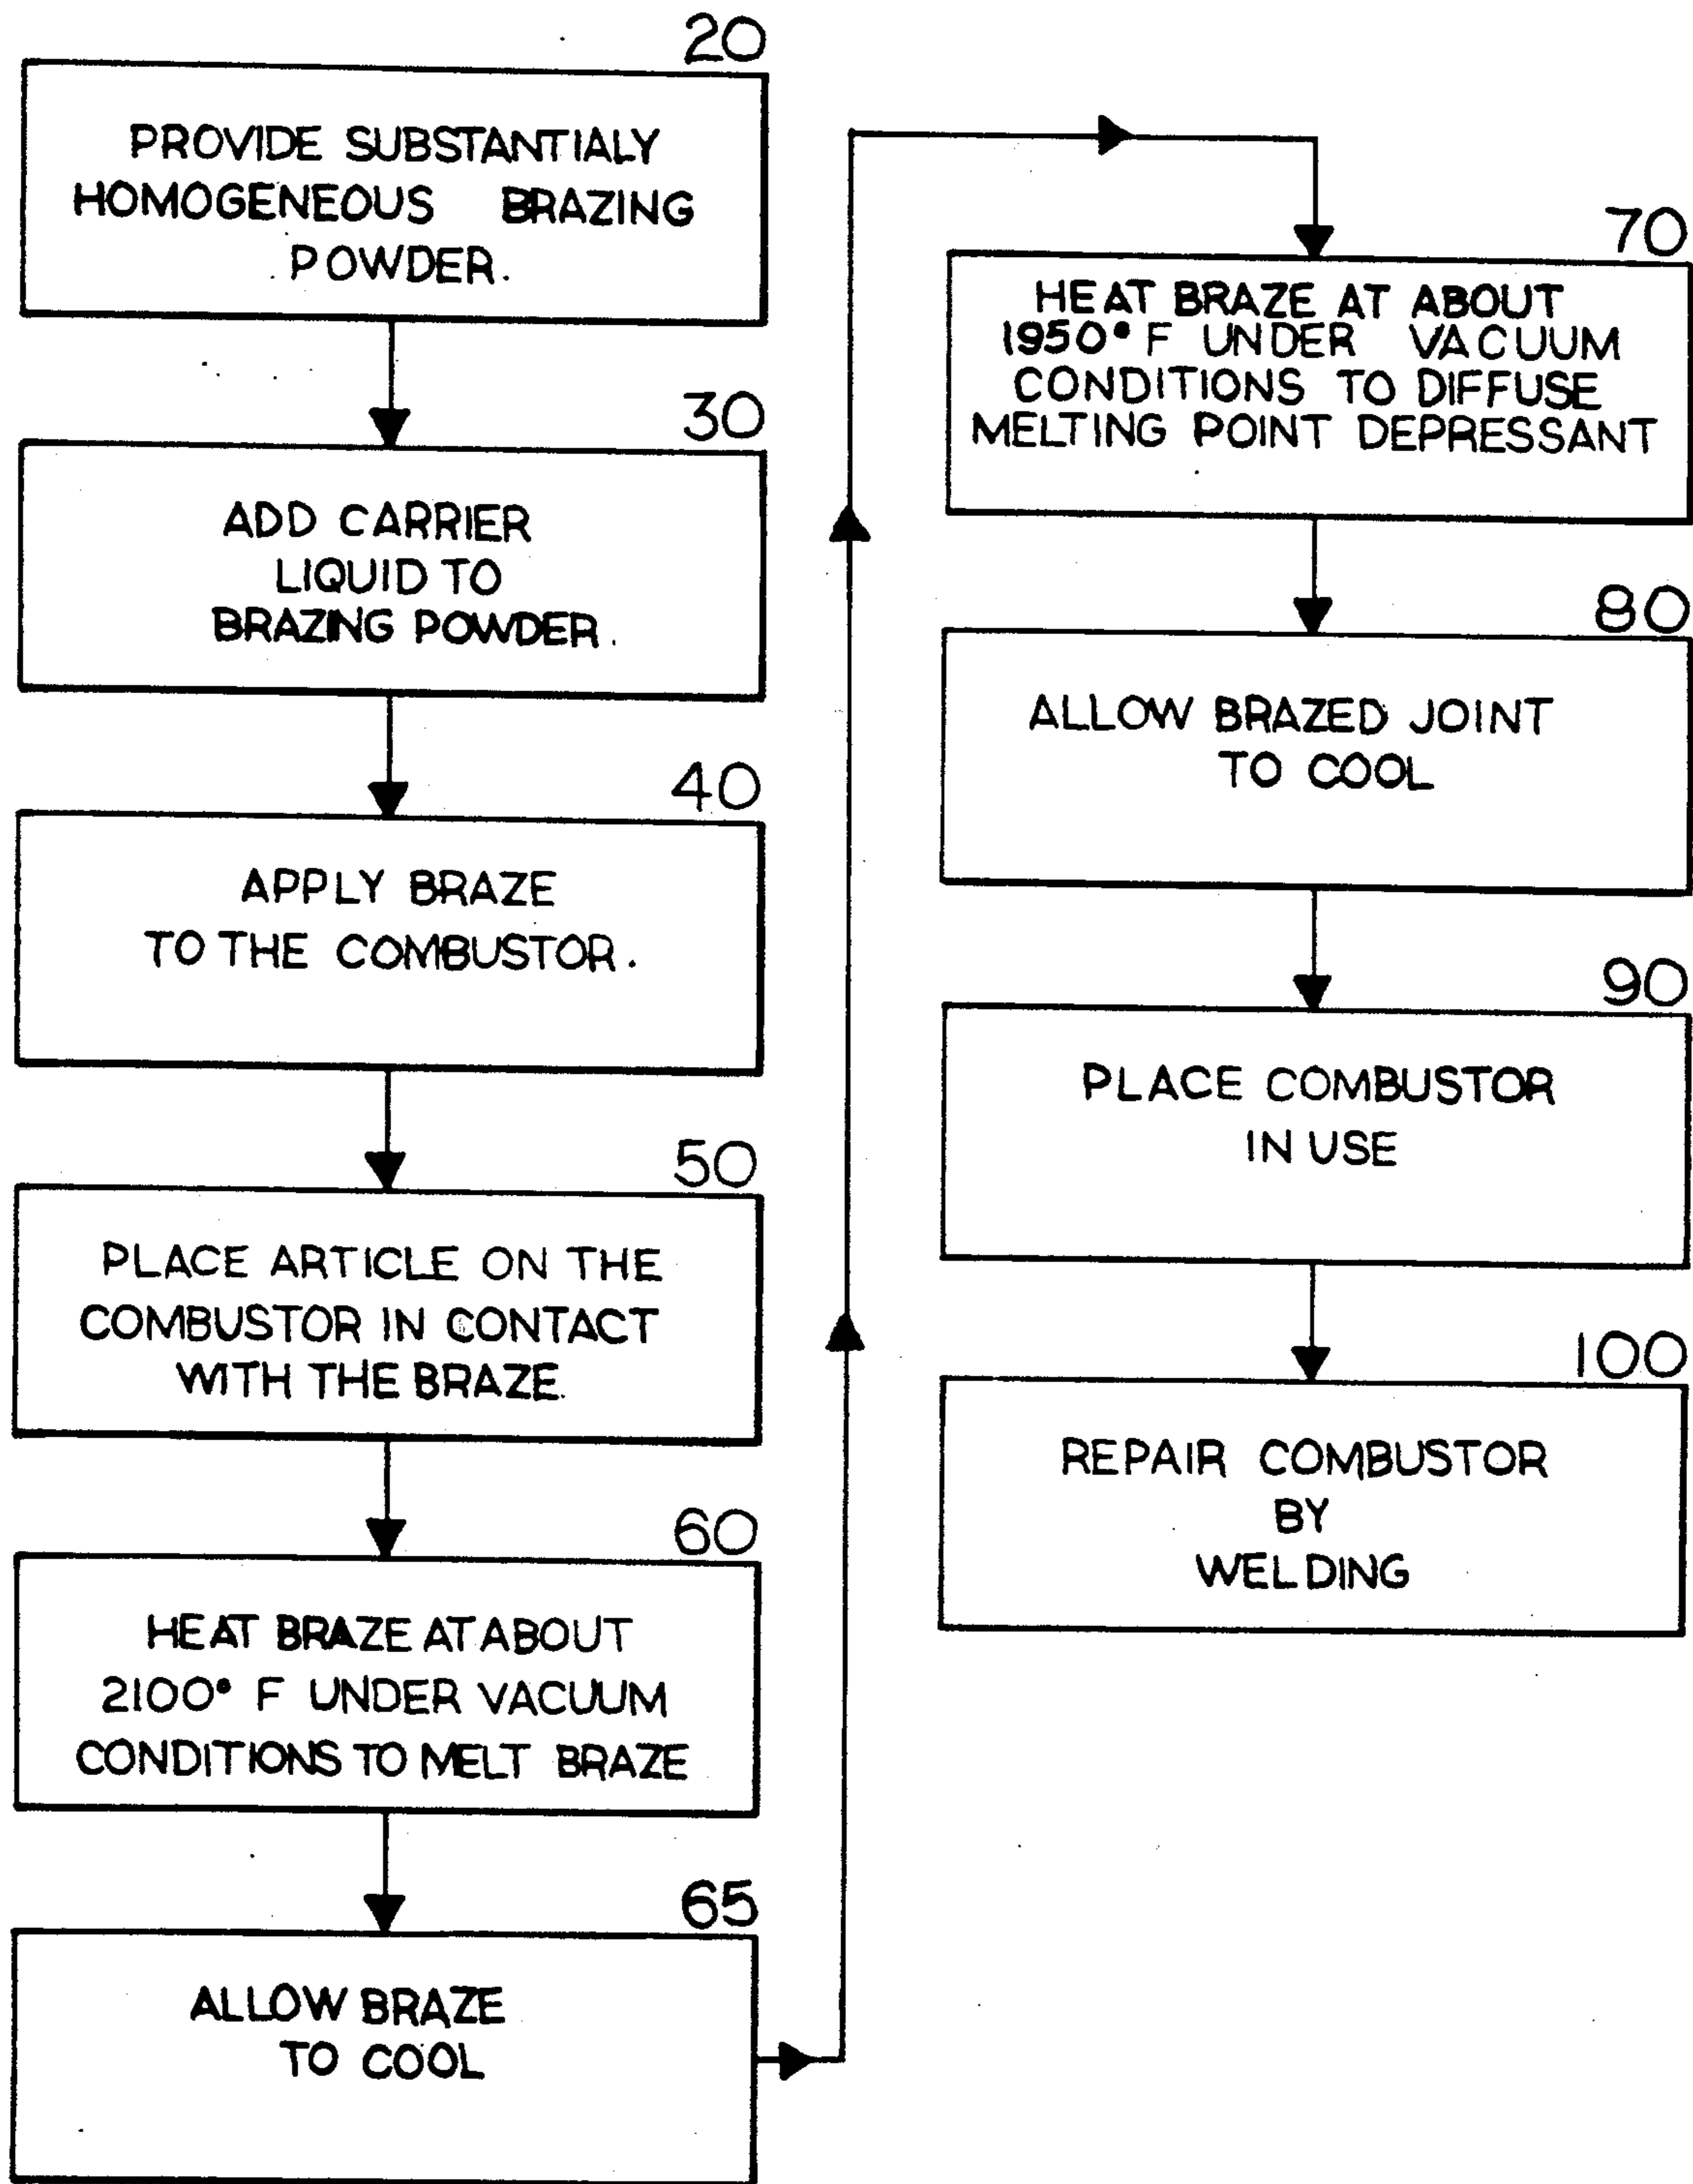 20
PROVIDE SUBSTANTIALY
HOMOGENEOUS BRAZING
POWDER.
30
ADD CARRIER
LIQUID TO
BRAZING POWDER.
40
APPLY BRAZE
TO THE COMBUSTOR.
50
PLACE ARTICLE ON THE
COMBUSTOR IN CONTACT
WITH THE BRAZE.
60
HEAT BRAZE AT ABOUT
2100° F UNDER VACUUM
CONDITIONS TO MELT BRAZE
65
ALLOW BRAZE
TO COOL
70
HEAT BRAZE AT ABOUT
1950° F UNDER VACUUM
CONDITIONS TO DIFFUSE
MELTING POINT DEPRESSANT
80
ALLOW BRAZED JOINT
TO COOL
90
PLACE COMBUSTOR
IN USE
100
REPAIR COMBUSTOR
BY
WELDING